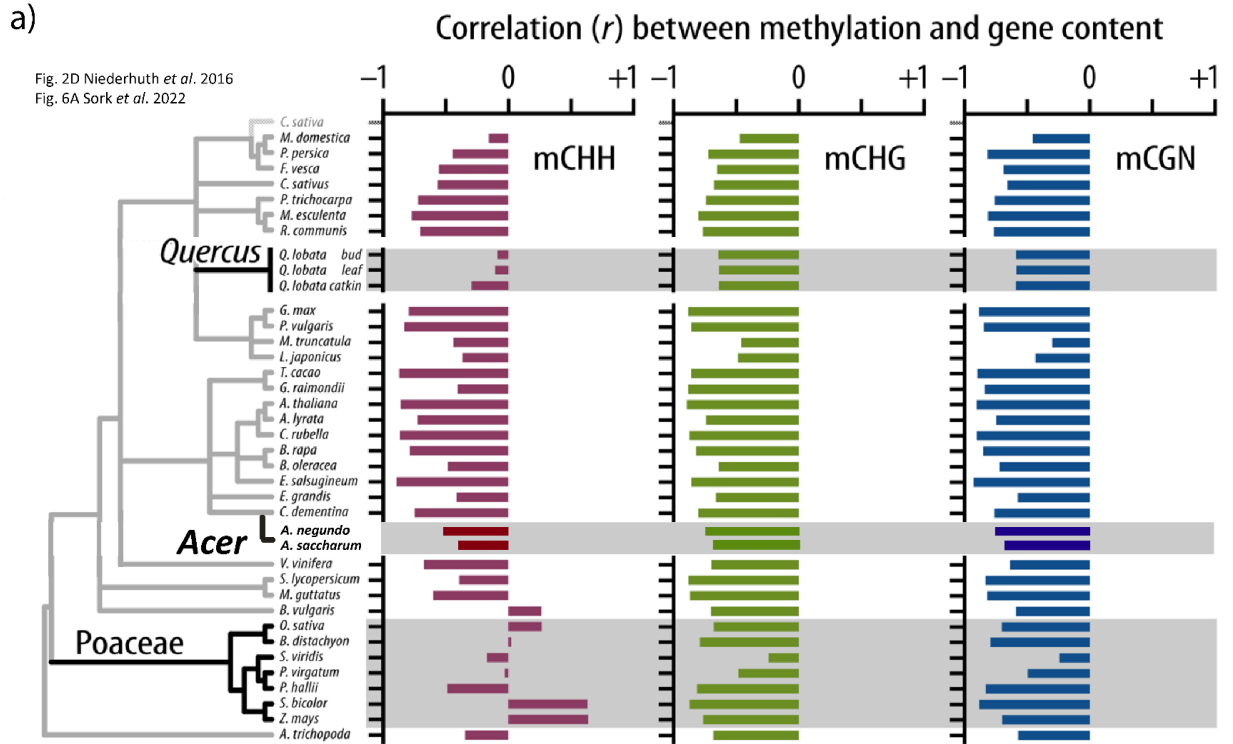 a)
Correlation (r) between methylation and gene content
Fig. 2D Niederhuth et al. 2016
Fig. 6A Sork et al. 2022
−1 0 +1 −1 0 +1 −1 0 +1
mCHH mCHG mCGN
C. sativa
M. domestica
P. persica
F. vesca
C. sativus
P. trichocarpa
M. esculenta
R. communis
Quercus
Q. lobata bud
Q. lobata leaf
Q. lobata catkin
G. max
P. vulgaris
M. truncatula
L. japonicus
T. cacao
G. raimondii
A. thaliana
A. lyrata
C. rubella
B. rapa
B. oleracea
E. salsugineum
E. grandis
C. dementina
Acer
A. negundo
A. saccharum
V. vinifera
S. lycopersicum
M. guttatus
B. vulgaris
Poaceae
O. sativa
B. distachyon
S. viridis
P. virgatum
P. hallii
S. bicolor
Z. mays
A. trichopoda